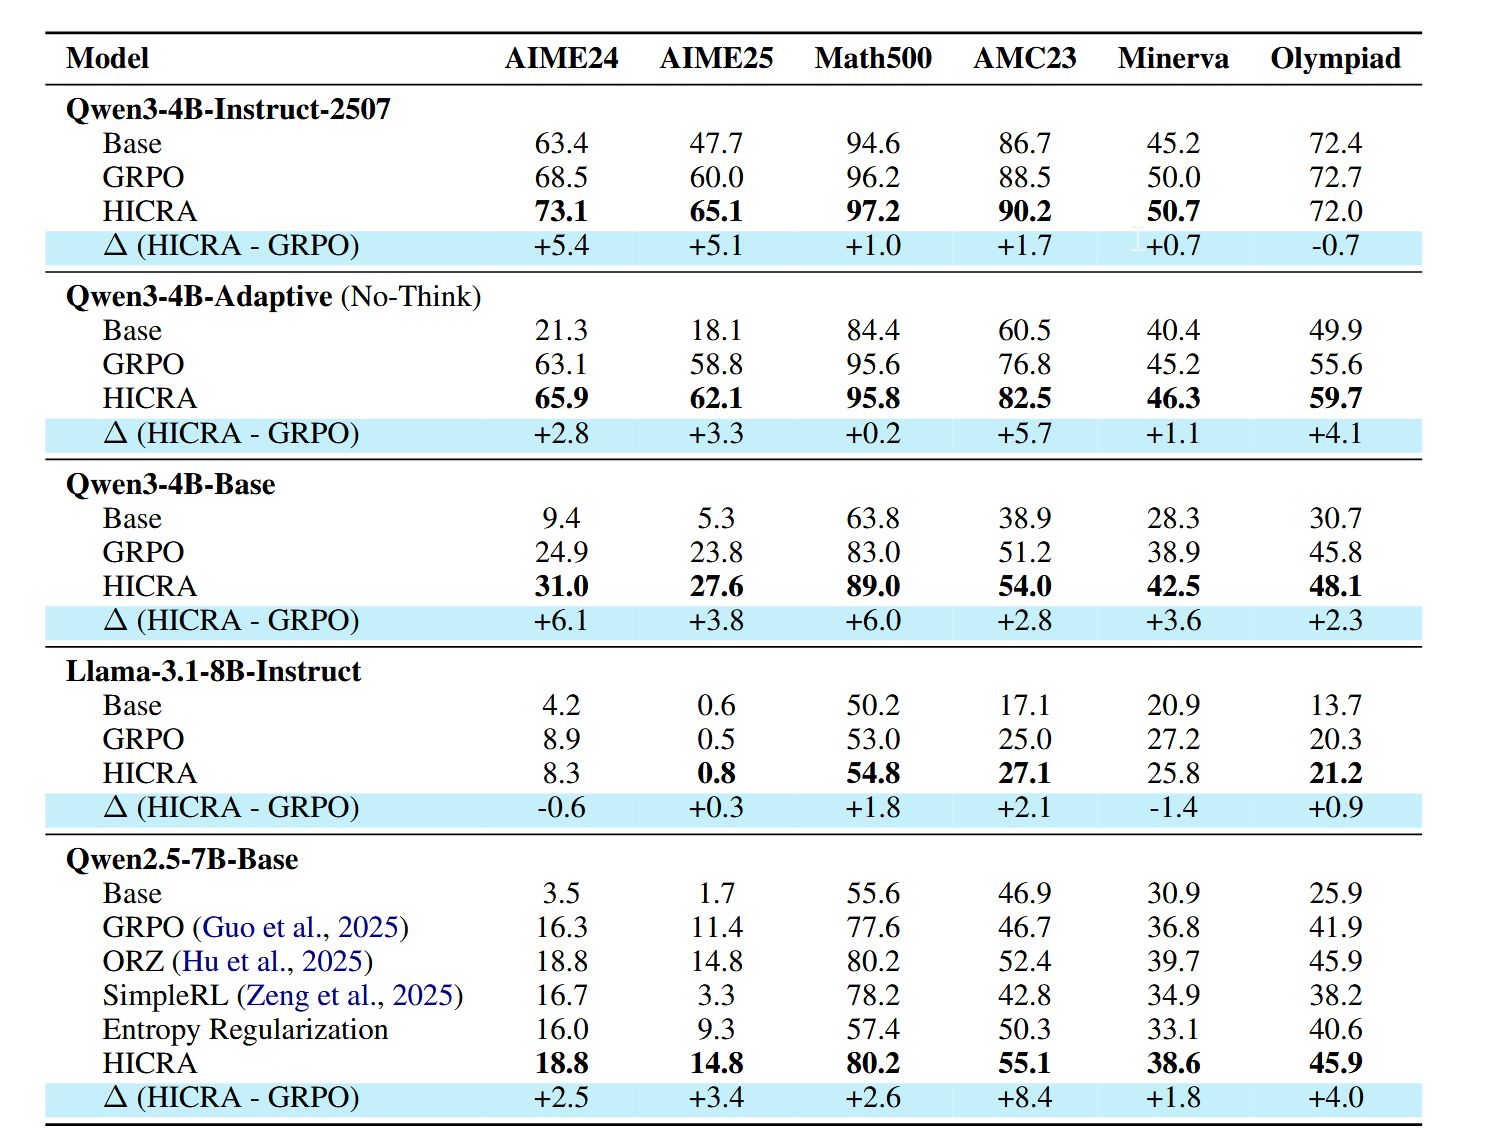 Model AIME24 AIME25 Math500 AMC23 Minerva Olympiad
Qwen3-4B-Instruct-2507
Base 63.4 47.7 94.6 86.7 45.2 72.4
GRPO 68.5 60.0 96.2 88.5 50.0 72.7
HICRA 73.1 65.1 97.2 90.2 50.7 72.0
Δ (HICRA - GRPO) +5.4 +5.1 +1.0 +1.7 +0.7 -0.7
Qwen3-4B-Adaptive (No-Think)
Base 21.3 18.1 84.4 60.5 40.4 49.9
GRPO 63.1 58.8 95.6 76.8 45.2 55.6
HICRA 65.9 62.1 95.8 82.5 46.3 59.7
Δ (HICRA - GRPO) +2.8 +3.3 +0.2 +5.7 +1.1 +4.1
Qwen3-4B-Base
Base 9.4 5.3 63.8 38.9 28.3 30.7
GRPO 24.9 23.8 83.0 51.2 38.9 45.8
HICRA 31.0 27.6 89.0 54.0 42.5 48.1
Δ (HICRA - GRPO) +6.1 +3.8 +6.0 +2.8 +3.6 +2.3
Llama-3.1-8B-Instruct
Base 4.2 0.6 50.2 17.1 20.9 13.7
GRPO 8.9 0.5 53.0 25.0 27.2 20.3
HICRA 8.3 0.8 54.8 27.1 25.8 21.2
Δ (HICRA - GRPO) -0.6 +0.3 +1.8 +2.1 -1.4 +0.9
Qwen2.5-7B-Base
Base 3.5 1.7 55.6 46.9 30.9 25.9
GRPO (Guo et al., 2025) 16.3 11.4 77.6 46.7 36.8 41.9
ORZ (Hu et al., 2025) 18.8 14.8 80.2 52.4 39.7 45.9
SimpleRL (Zeng et al., 2025) 16.7 3.3 78.2 42.8 34.9 38.2
Entropy Regularization 16.0 9.3 57.4 50.3 33.1 40.6
HICRA 18.8 14.8 80.2 55.1 38.6 45.9
Δ (HICRA - GRPO) +2.5 +3.4 +2.6 +8.4 +1.8 +4.0